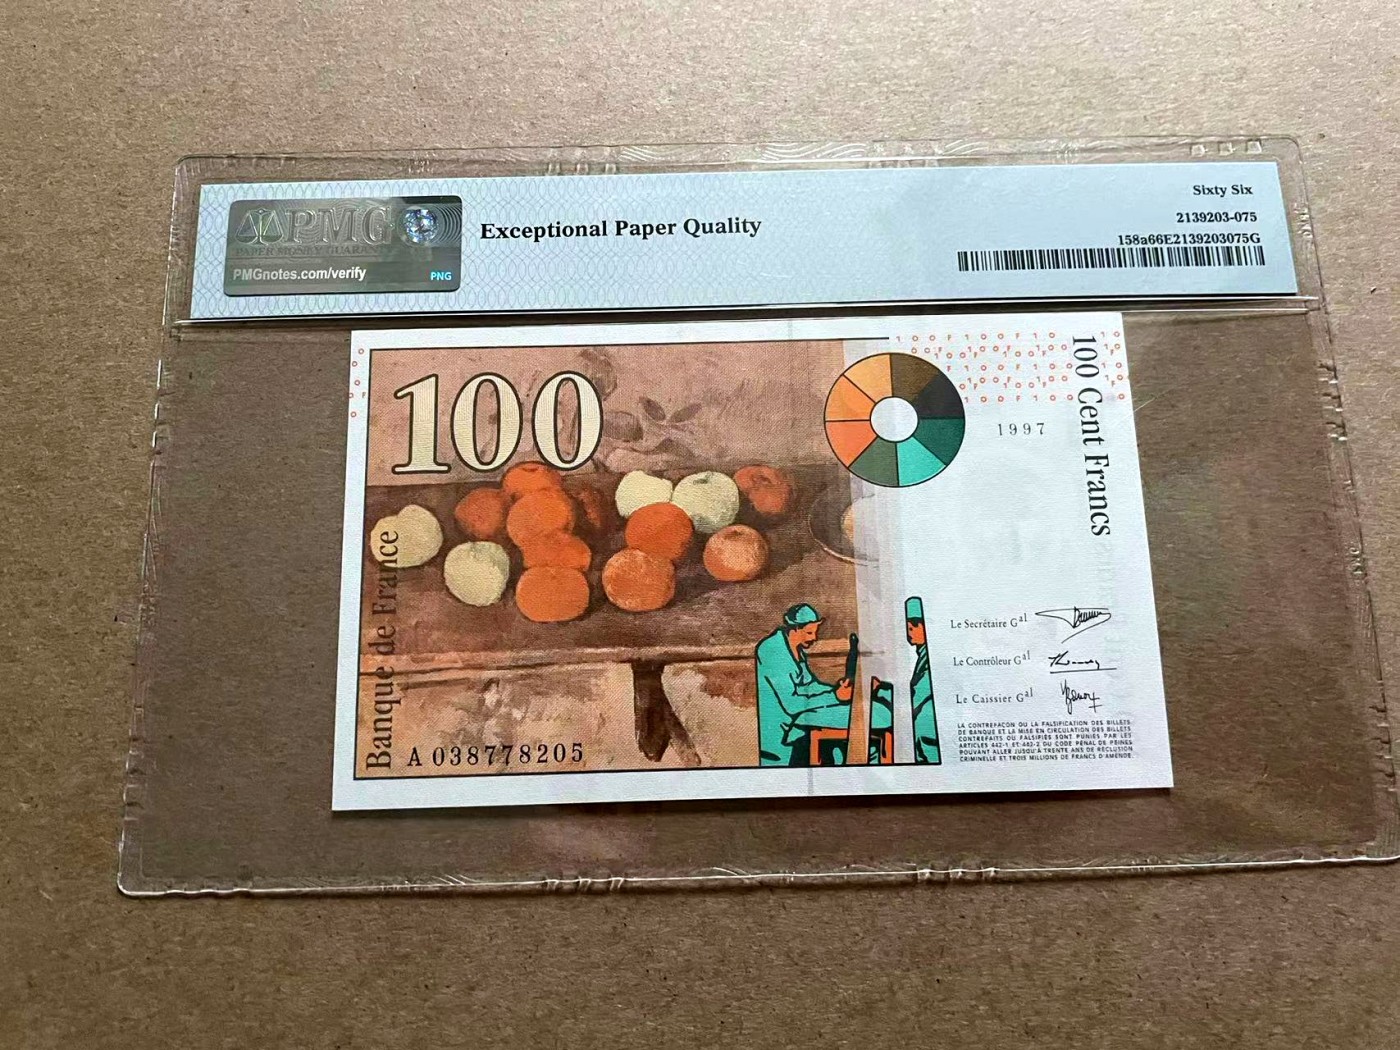 PMG
PAPER MONEY GUARANTY
PMGnotes.com/verify
PNG
Exceptional Paper Quality
Sixty Six
2139203-075
158a66E2139203075G
100
100 Cent Francs
1997
Banque de France
A 038778205
Le Secrétaire Gal
Le Contrôleur Gal
Le Caissier Gal
LA CONTREFAÇON OU LA FALSIFICATION DES BILLETS
DE BANQUE ET LA MISE EN CIRCULATION DES BILLETS
CONTREFAITS OU FALSIFIÉS SONT PUNIES PAR LES
ARTICLES 442-1 ET 442-2 DU CODE PÉNAL DE PEINES
POUVANT ALLER JUSQU'À TRENTE ANS DE RÉCLUSION
CRIMINELLE ET TROIS MILLIONS DE FRANCS D'AMENDE.